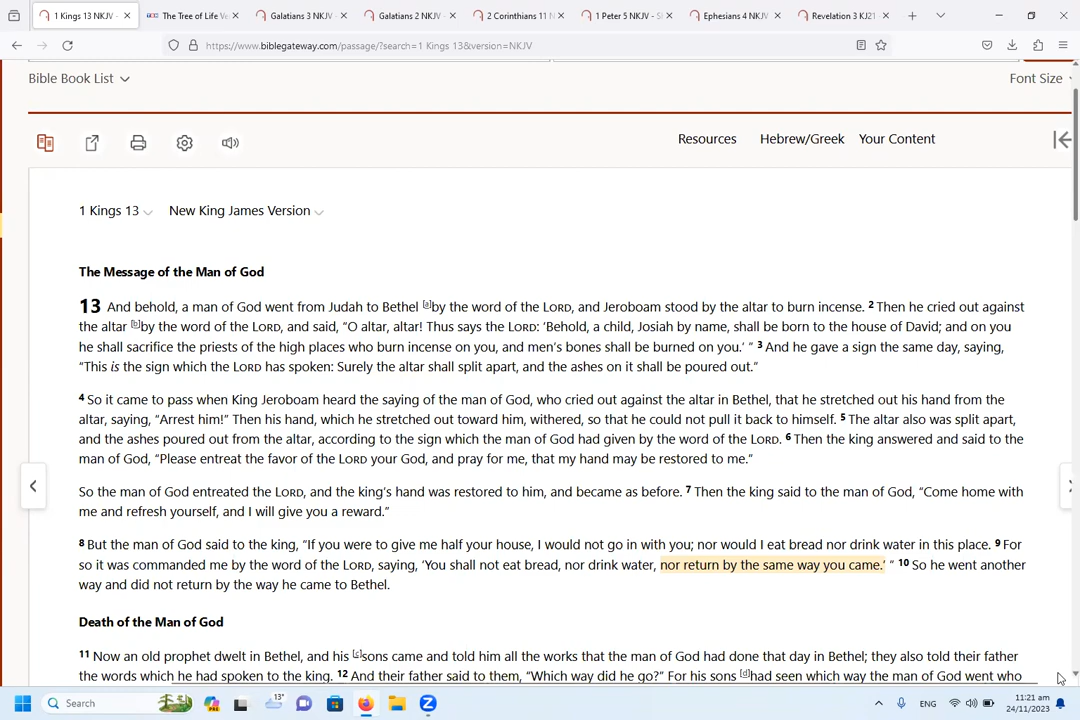 1 Kings 13 NKJV -
The Tree of Life Ve
Galatians 3 NKJV -
Galatians 2 NKJV -
2 Corinthians 11 N
1 Peter 5 NKJV - St
Ephesians 4 NKJV
Revelation 3 KJ21
https://www.biblegateway.com/passage/?search=1 Kings 13&version=NKJV
Bible Book List
Font Size
Resources
Hebrew/Greek
Your Content
1 Kings 13
New King James Version
The Message of the Man of God
13 And behold, a man of God went from Judah to Bethel [a]by the word of the LORD, and Jeroboam stood by the altar to burn incense. 2 Then he cried out against
the altar [b]by the word of the LORD, and said, “O altar, altar! Thus says the LORD: ‘Behold, a child, Josiah by name, shall be born to the house of David; and on you
he shall sacrifice the priests of the high places who burn incense on you, and men’s bones shall be burned on you.’ ” 3 And he gave a sign the same day, saying,
“This is the sign which the LORD has spoken: Surely the altar shall split apart, and the ashes on it shall be poured out.”
4 So it came to pass when King Jeroboam heard the saying of the man of God, who cried out against the altar in Bethel, that he stretched out his hand from the
altar, saying, “Arrest him!” Then his hand, which he stretched out toward him, withered, so that he could not pull it back to himself. 5 The altar also was split apart,
and the ashes poured out from the altar, according to the sign which the man of God had given by the word of the LORD. 6 Then the king answered and said to the
man of God, “Please entreat the favor of the LORD your God, and pray for me, that my hand may be restored to me.”
So the man of God entreated the LORD, and the king’s hand was restored to him, and became as before. 7 Then the king said to the man of God, “Come home with
me and refresh yourself, and I will give you a reward.”
8 But the man of God said to the king, “If you were to give me half your house, I would not go in with you; nor would I eat bread nor drink water in this place. 9 For
so it was commanded me by the word of the LORD, saying, ‘You shall not eat bread, nor drink water, nor return by the same way you came.’ ” 10 So he went another
way and did not return by the way he came to Bethel.
Death of the Man of God
11 Now an old prophet dwelt in Bethel, and his [c]sons came and told him all the works that the man of God had done that day in Bethel; they also told their father
the words which he had spoken to the king. 12 And their father said to them, “Which way did he go?” For his sons [d]had seen which way the man of God went who
Search
13°
ENG
11:21 am
24/11/2023